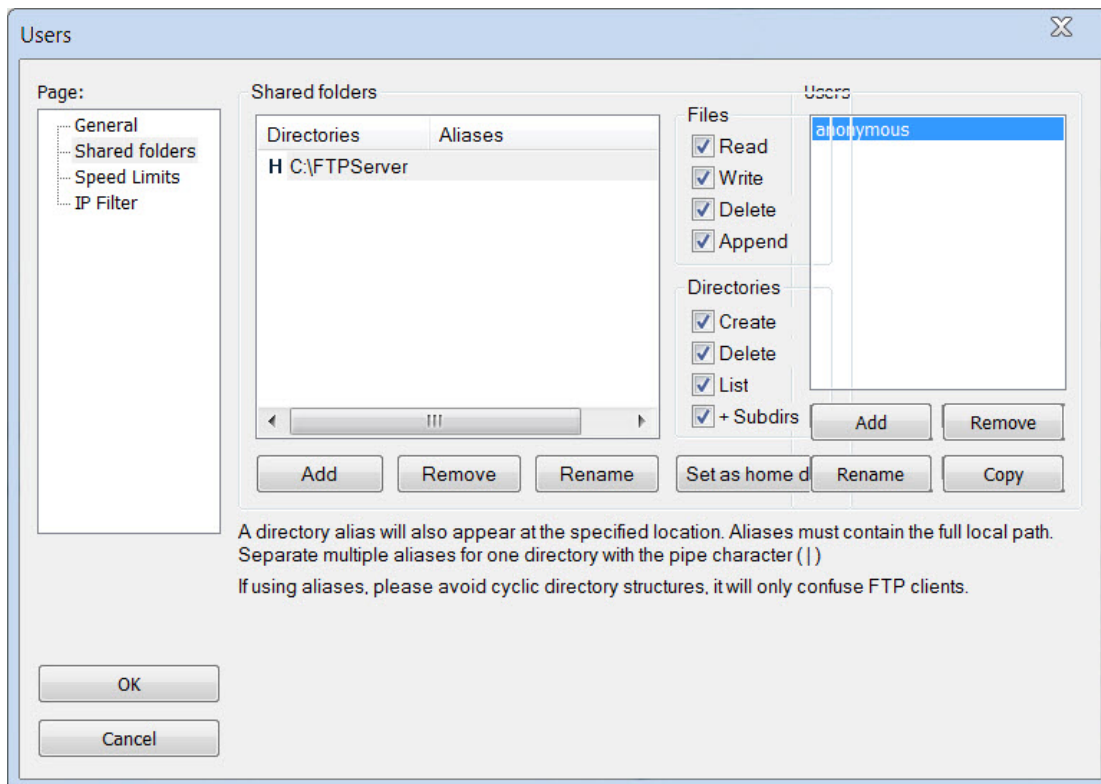 Users
Page:
General
Shared folders
Speed Limits
IP Filter
Shared folders
Directories Aliases
H C:\FTPServer
Add Remove Rename Set as home d
Files
Read
Write
Delete
Append
Directories
Create
Delete
List
+ Subdirs
Users
anonymous
Add Remove
Rename Copy
A directory alias will also appear at the specified location. Aliases must contain the full local path.
Separate multiple aliases for one directory with the pipe character ( | )
If using aliases, please avoid cyclic directory structures, it will only confuse FTP clients.
OK
Cancel